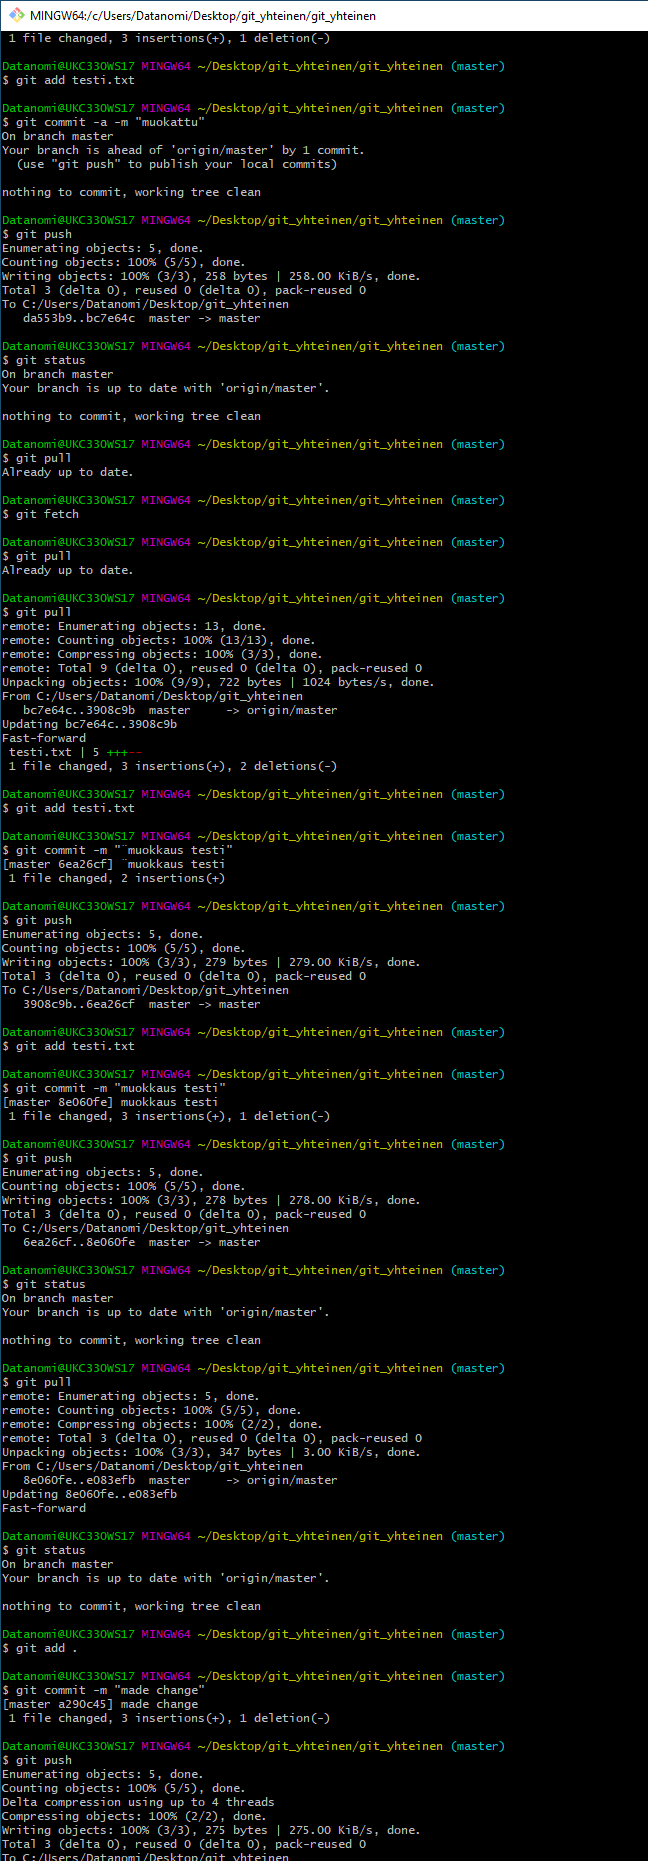 MINGW64:/c/Users/Datanomi/Desktop/git_yhteinen/git_yhteinen
 1 file changed, 3 insertions(+), 1 deletion(-)

Datanomi@UKC330WS17 MINGW64 ~/Desktop/git_yhteinen/git_yhteinen (master)
$ git add testi.txt

Datanomi@UKC330WS17 MINGW64 ~/Desktop/git_yhteinen/git_yhteinen (master)
$ git commit -a -m "muokattu"
On branch master
Your branch is ahead of 'origin/master' by 1 commit.
  (use "git push" to publish your local commits)

nothing to commit, working tree clean

Datanomi@UKC330WS17 MINGW64 ~/Desktop/git_yhteinen/git_yhteinen (master)
$ git push
Enumerating objects: 5, done.
Counting objects: 100% (5/5), done.
Writing objects: 100% (3/3), 258 bytes | 258.00 KiB/s, done.
Total 3 (delta 0), reused 0 (delta 0), pack-reused 0
To C:/Users/Datanomi/Desktop/git_yhteinen
   da553b9..bc7e64c  master -> master

Datanomi@UKC330WS17 MINGW64 ~/Desktop/git_yhteinen/git_yhteinen (master)
$ git status
On branch master
Your branch is up to date with 'origin/master'.

nothing to commit, working tree clean

Datanomi@UKC330WS17 MINGW64 ~/Desktop/git_yhteinen/git_yhteinen (master)
$ git pull
Already up to date.

Datanomi@UKC330WS17 MINGW64 ~/Desktop/git_yhteinen/git_yhteinen (master)
$ git fetch

Datanomi@UKC330WS17 MINGW64 ~/Desktop/git_yhteinen/git_yhteinen (master)
$ git pull
Already up to date.

Datanomi@UKC330WS17 MINGW64 ~/Desktop/git_yhteinen/git_yhteinen (master)
$ git pull
remote: Enumerating objects: 13, done.
remote: Counting objects: 100% (13/13), done.
remote: Compressing objects: 100% (3/3), done.
remote: Total 9 (delta 0), reused 0 (delta 0), pack-reused 0
Unpacking objects: 100% (9/9), 722 bytes | 1024 bytes/s, done.
From C:/Users/Datanomi/Desktop/git_yhteinen
   bc7e64c..3908c9b  master     -> origin/master
Updating bc7e64c..3908c9b
Fast-forward
 testi.txt | 5 +++--
 1 file changed, 3 insertions(+), 2 deletions(-)

Datanomi@UKC330WS17 MINGW64 ~/Desktop/git_yhteinen/git_yhteinen (master)
$ git add testi.txt

Datanomi@UKC330WS17 MINGW64 ~/Desktop/git_yhteinen/git_yhteinen (master)
$ git commit -m "¨muokkaus testi"
[master 6ea26cf] ¨muokkaus testi
 1 file changed, 2 insertions(+)

Datanomi@UKC330WS17 MINGW64 ~/Desktop/git_yhteinen/git_yhteinen (master)
$ git push
Enumerating objects: 5, done.
Counting objects: 100% (5/5), done.
Writing objects: 100% (3/3), 279 bytes | 279.00 KiB/s, done.
Total 3 (delta 0), reused 0 (delta 0), pack-reused 0
To C:/Users/Datanomi/Desktop/git_yhteinen
   3908c9b..6ea26cf  master -> master

Datanomi@UKC330WS17 MINGW64 ~/Desktop/git_yhteinen/git_yhteinen (master)
$ git add testi.txt

Datanomi@UKC330WS17 MINGW64 ~/Desktop/git_yhteinen/git_yhteinen (master)
$ git commit -m "muokkaus testi"
[master 8e060fe] muokkaus testi
 1 file changed, 3 insertions(+), 1 deletion(-)

Datanomi@UKC330WS17 MINGW64 ~/Desktop/git_yhteinen/git_yhteinen (master)
$ git push
Enumerating objects: 5, done.
Counting objects: 100% (5/5), done.
Writing objects: 100% (3/3), 278 bytes | 278.00 KiB/s, done.
Total 3 (delta 0), reused 0 (delta 0), pack-reused 0
To C:/Users/Datanomi/Desktop/git_yhteinen
   6ea26cf..8e060fe  master -> master

Datanomi@UKC330WS17 MINGW64 ~/Desktop/git_yhteinen/git_yhteinen (master)
$ git status
On branch master
Your branch is up to date with 'origin/master'.

nothing to commit, working tree clean

Datanomi@UKC330WS17 MINGW64 ~/Desktop/git_yhteinen/git_yhteinen (master)
$ git pull
remote: Enumerating objects: 5, done.
remote: Counting objects: 100% (5/5), done.
remote: Compressing objects: 100% (2/2), done.
remote: Total 3 (delta 0), reused 0 (delta 0), pack-reused 0
Unpacking objects: 100% (3/3), 347 bytes | 3.00 KiB/s, done.
From C:/Users/Datanomi/Desktop/git_yhteinen
   8e060fe..e083efb  master     -> origin/master
Updating 8e060fe..e083efb
Fast-forward

Datanomi@UKC330WS17 MINGW64 ~/Desktop/git_yhteinen/git_yhteinen (master)
$ git status
On branch master
Your branch is up to date with 'origin/master'.

nothing to commit, working tree clean

Datanomi@UKC330WS17 MINGW64 ~/Desktop/git_yhteinen/git_yhteinen (master)
$ git add .

Datanomi@UKC330WS17 MINGW64 ~/Desktop/git_yhteinen/git_yhteinen (master)
$ git commit -m "made change"
[master a290c45] made change
 1 file changed, 3 insertions(+), 1 deletion(-)

Datanomi@UKC330WS17 MINGW64 ~/Desktop/git_yhteinen/git_yhteinen (master)
$ git push
Enumerating objects: 5, done.
Counting objects: 100% (5/5), done.
Delta compression using up to 4 threads
Compressing objects: 100% (2/2), done.
Writing objects: 100% (3/3), 275 bytes | 275.00 KiB/s, done.
Total 3 (delta 0), reused 0 (delta 0), pack-reused 0
To C:/Users/Datanomi/Desktop/git_yhteinen